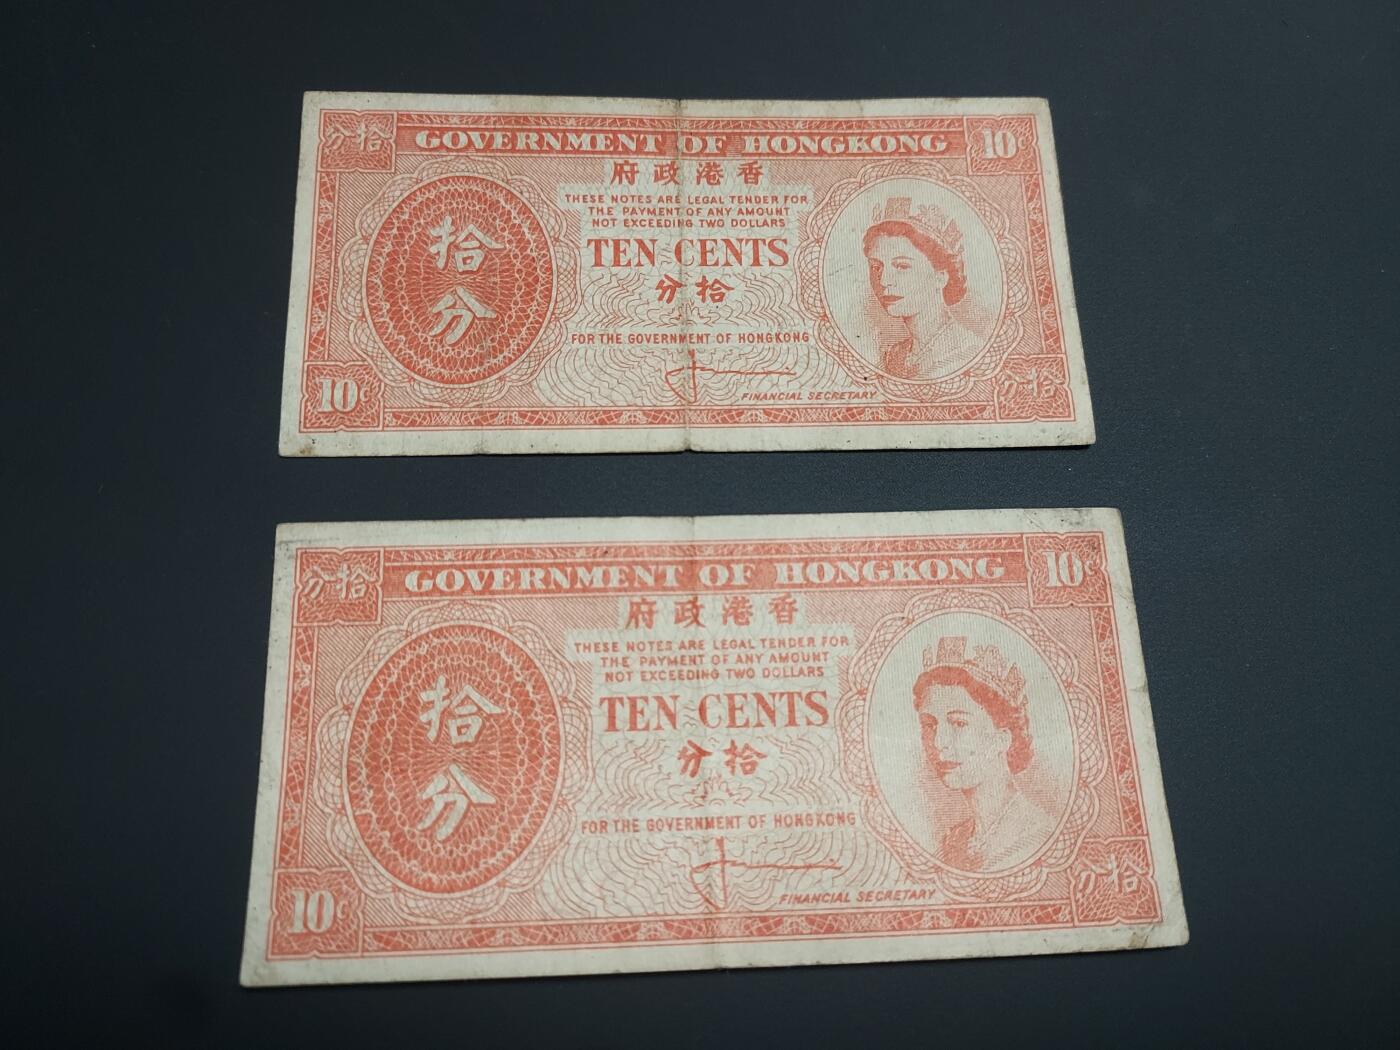 分拾 GOVERNMENT OF HONGKONG 10¢
府政港香
THESE NOTES ARE LEGAL TENDER FOR
THE PAYMENT OF ANY AMOUNT
NOT EXCEEDING TWO DOLLARS
拾
分
TEN CENTS
分拾
FOR THE GOVERNMENT OF HONGKONG
FINANCIAL SECRETARY
10¢ 分拾
分拾 GOVERNMENT OF HONGKONG 10¢
府政港香
THESE NOTES ARE LEGAL TENDER FOR
THE PAYMENT OF ANY AMOUNT
NOT EXCEEDING TWO DOLLARS
拾
分
TEN CENTS
分拾
FOR THE GOVERNMENT OF HONGKONG
FINANCIAL SECRETARY
10¢ 分拾